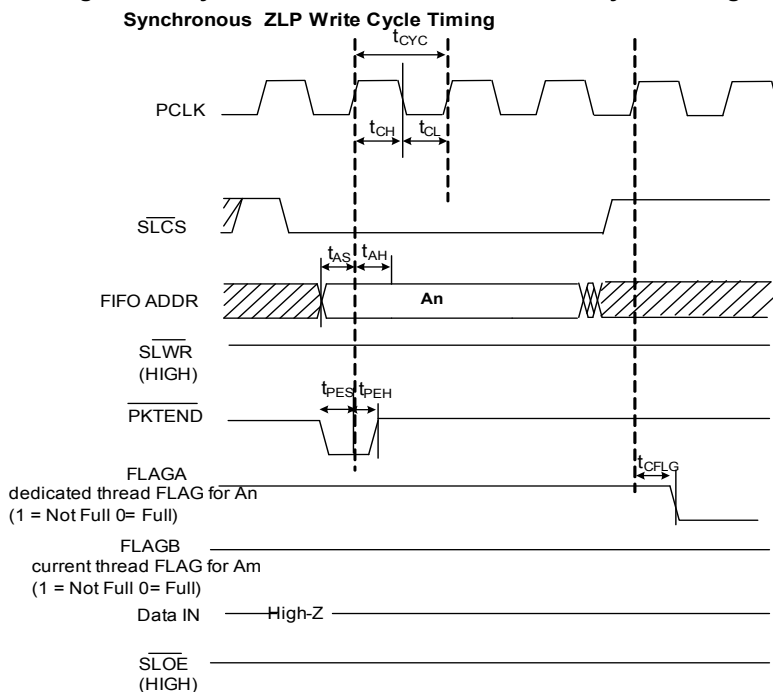 Synchronous ZLP Write Cycle Timing
tCYC
PCLK
tCH
tCL
SLCS
tAS
tAH
FIFO ADDR
An
SLWR
(HIGH)
tPES
tPEH
PKTEND
FLAGA
dedicated thread FLAG for An
(1 = Not Full 0= Full)
tCFLG
FLAGB
current thread FLAG for Am
(1 = Not Full 0= Full)
Data IN
High-Z
SLOE
(HIGH)